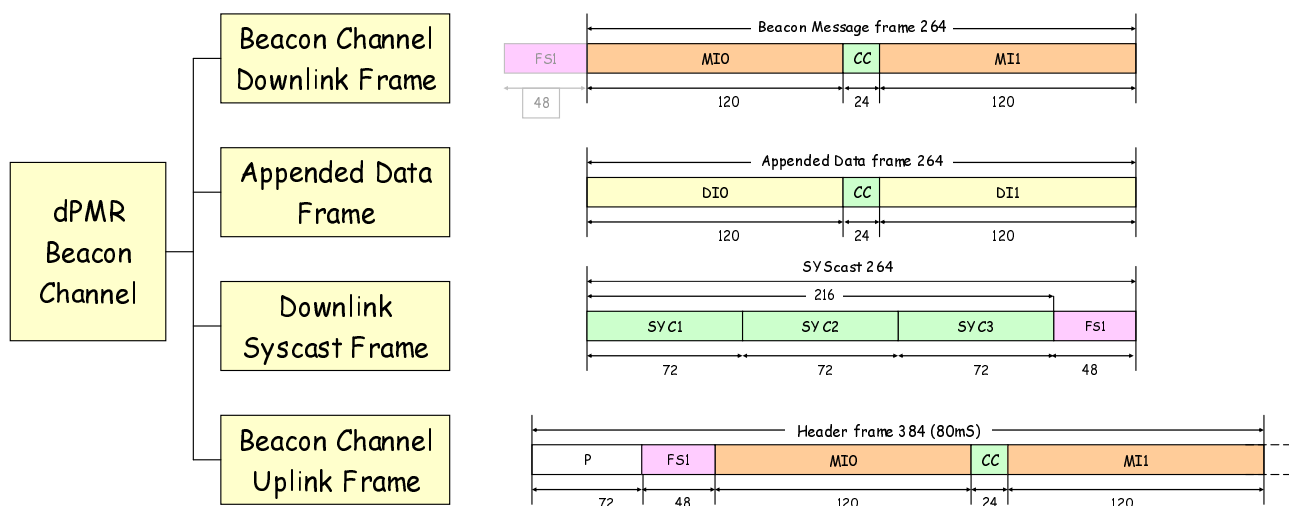 dPMR
Beacon
Channel
Beacon Channel
Downlink Frame
Beacon Message frame 264
FS1 MI0 CC MI1
48 120 24 120
Appended Data
Frame
Appended Data frame 264
DI0 CC DI1
120 24 120
Downlink
Syscast Frame
SYScast 264
216
SYC1 SYC2 SYC3 FS1
72 72 72 48
Beacon Channel
Uplink Frame
Header frame 384 (80mS)
P FS1 MI0 CC MI1
72 48 120 24 120